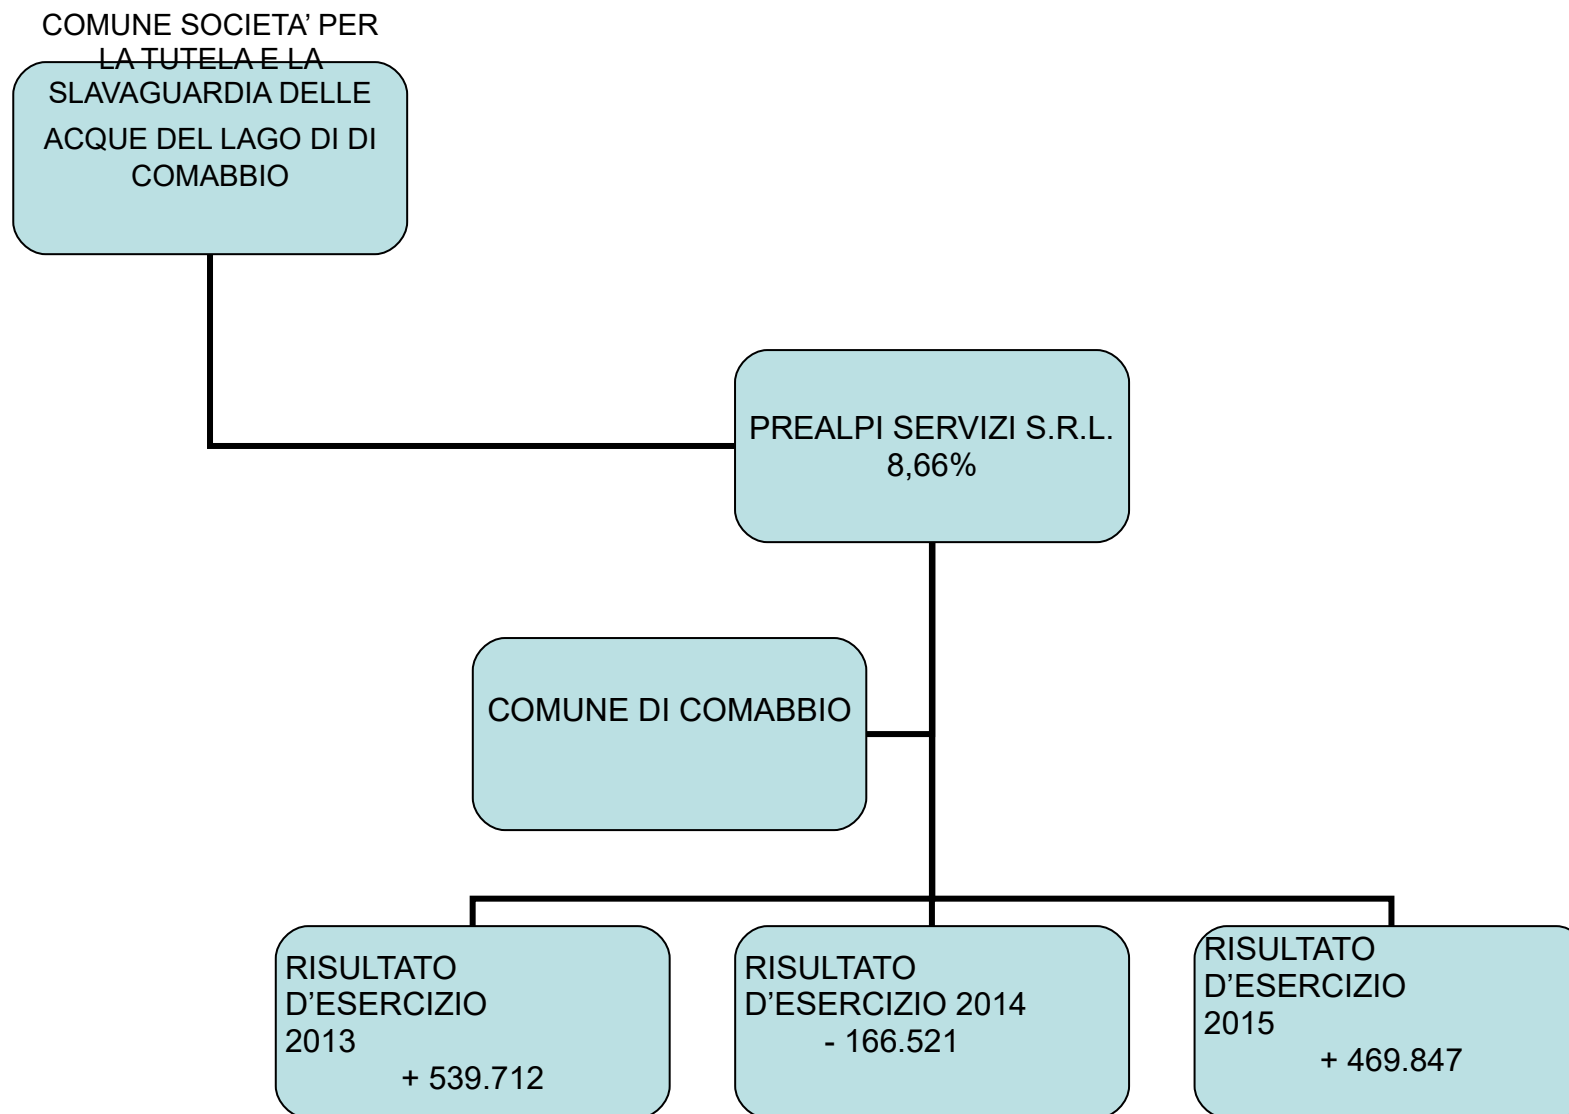 COMUNE SOCIETA’ PER
LA TUTELA E LA
SLAVAGUARDIA DELLE
ACQUE DEL LAGO DI DI
COMABBIO
PREALPI SERVIZI S.R.L.
8,66%
COMUNE DI COMABBIO
RISULTATO
D’ESERCIZIO
2013
+ 539.712
RISULTATO
D’ESERCIZIO 2014
- 166.521
RISULTATO
D’ESERCIZIO
2015
+ 469.847